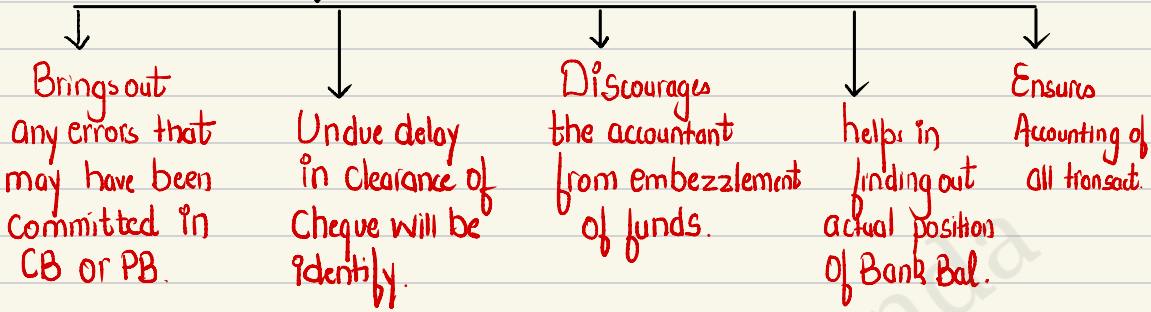 Brings out
any errors that
may have been
committed in
CB or PB.
Undue delay
in clearance of
Cheque will be
identify.
Discourages
the accountant
from embezzlement
of funds.
helps in
finding out
actual position
of Bank Bal.
Ensures
Accounting of
all transact.